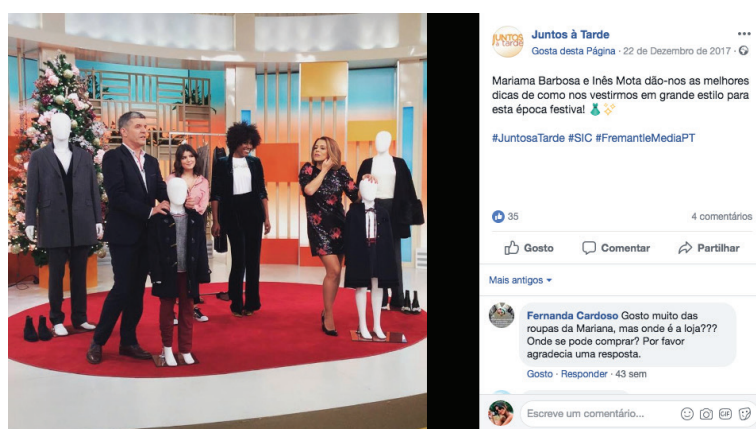 JUNTOS
à tarde
Juntos à Tarde
Gosta desta Página · 22 de Dezembro de 2017 ·
Mariama Barbosa e Inês Mota dão-nos as melhores
dicas de como nos vestirmos em grande estilo para
esta época festiva! 👗✨
#JuntosaTarde #SIC #FremantleMediaPT
35
4 comentários
Gosto Comentar Partilhar
Mais antigos
Fernanda Cardoso Gosto muito das
roupas da Mariana, mas onde é a loja???
Onde se pode comprar? Por favor
agradecia uma resposta.
Gosto · Responder · 43 sem
Escreve um comentário...
GIF